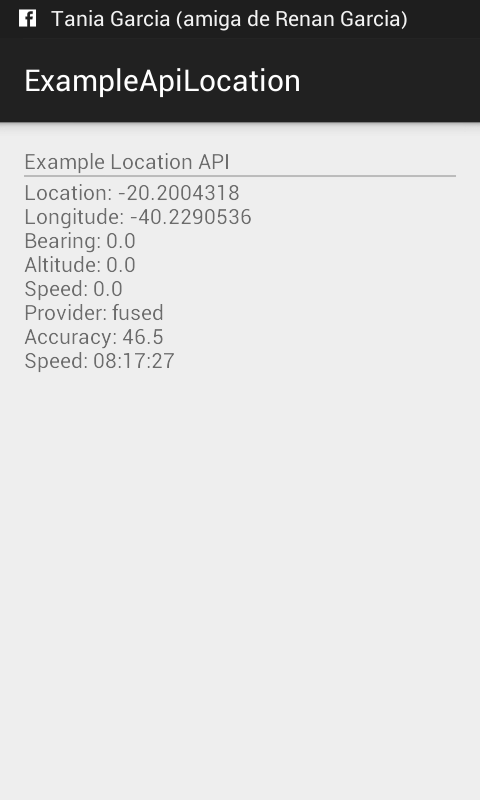 Tania Garcia (amiga de Renan Garcia)
ExampleApiLocation
Example Location API
Location: -20.2004318
Longitude: -40.2290536
Bearing: 0.0
Altitude: 0.0
Speed: 0.0
Provider: fused
Accuracy: 46.5
Speed: 08:17:27